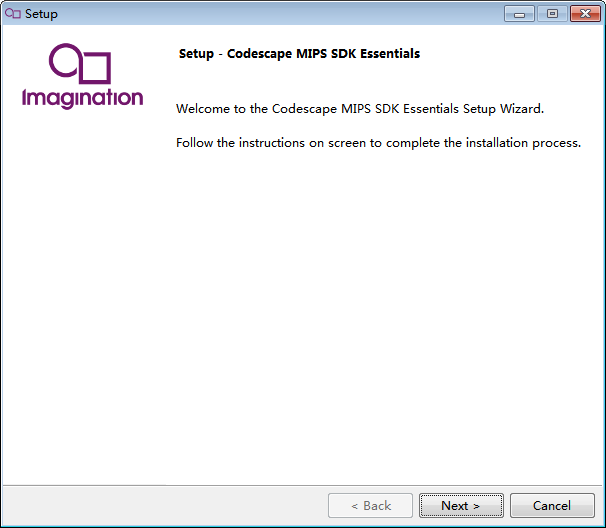 Setup
Setup - Codescape MIPS SDK Essentials
Imagination
Welcome to the Codescape MIPS SDK Essentials Setup Wizard.
Follow the instructions on screen to complete the installation process.
< Back
Next >
Cancel